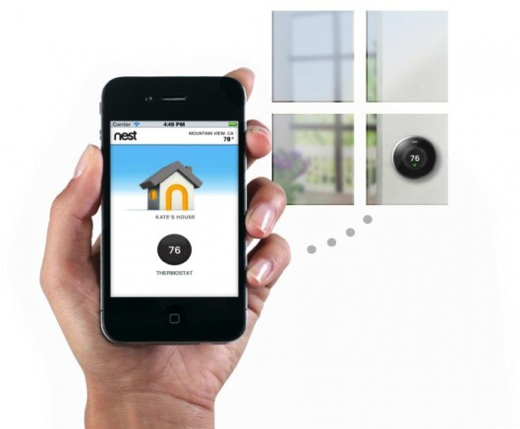 Carrier 4:49 PM
nest
MOUNTAIN VIEW, CA
78°
KATE'S HOUSE
76
THERMOSTAT
76